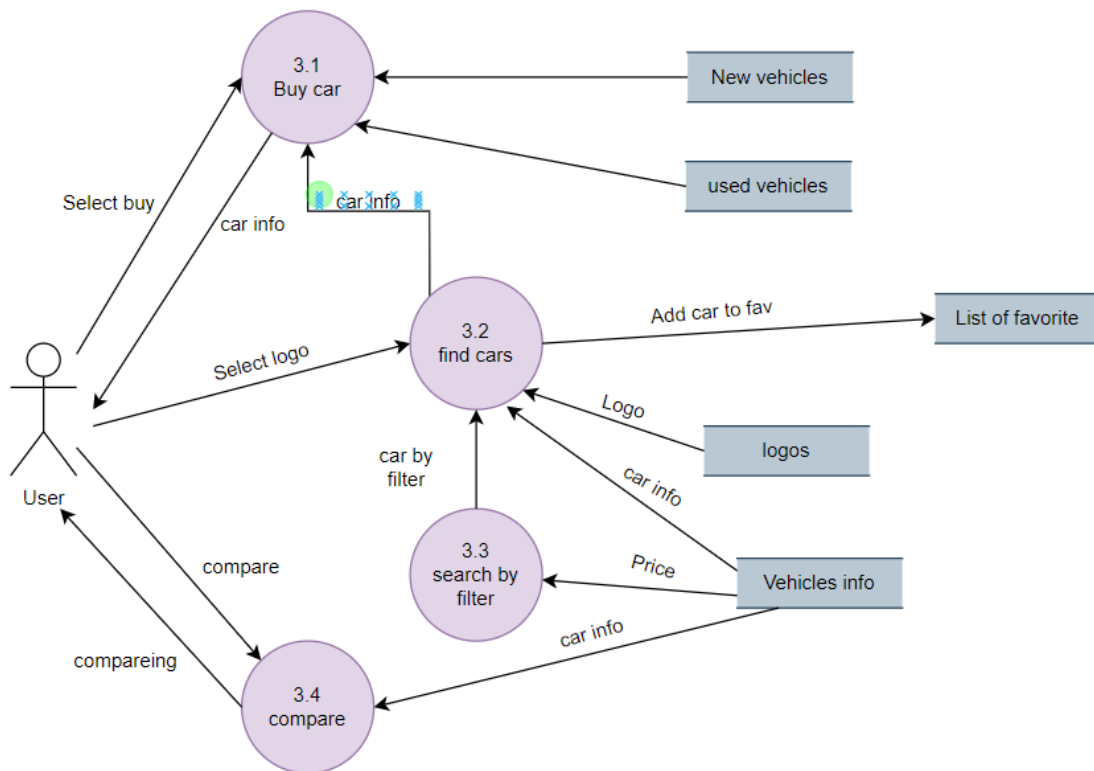 3.1
Buy car
New vehicles
used vehicles
Select buy
car info
car info
3.2
find cars
Add car to fav
List of favorite
Select logo
Logo
logos
car by
filter
car info
User
3.3
search by
filter
Price
Vehicles info
compare
car info
compareing
3.4
compare